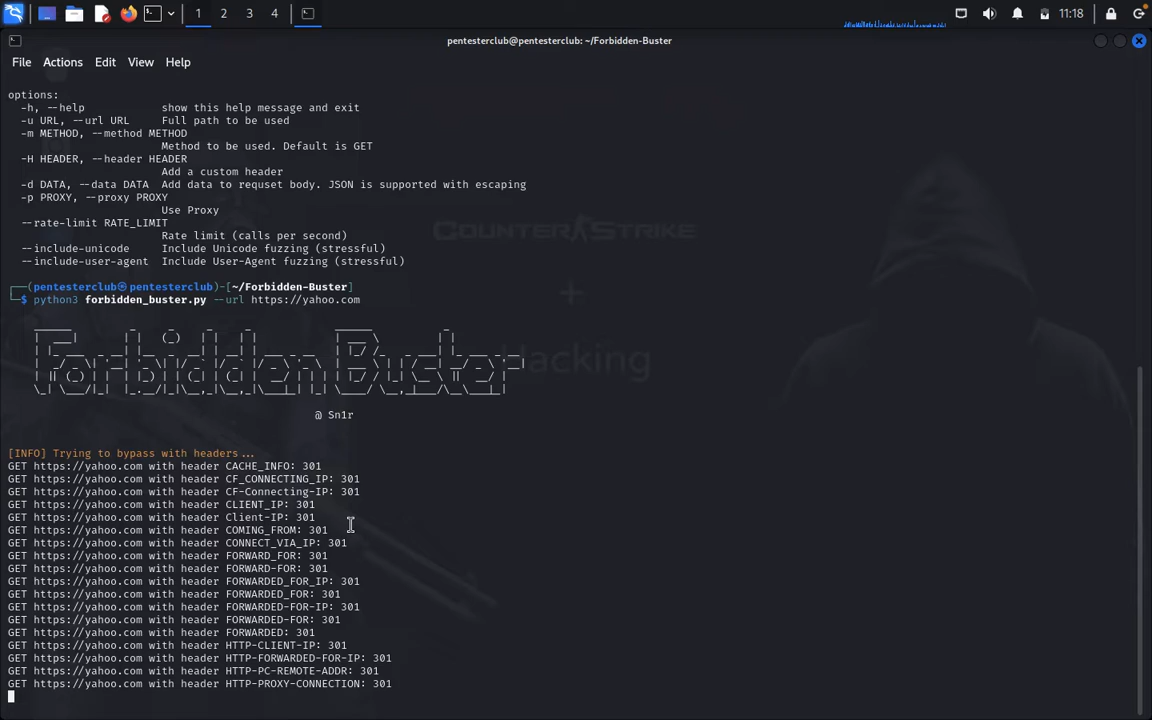 1 2 3 4 11:18
pentesterclub@pentesterclub: ~/Forbidden-Buster
File Actions Edit View Help
options:
-h, --help show this help message and exit
-u URL, --url URL Full path to be used
-m METHOD, --method METHOD
Method to be used. Default is GET
-H HEADER, --header HEADER
Add a custom header
-d DATA, --data DATA Add data to requset body. JSON is supported with escaping
-p PROXY, --proxy PROXY
Use Proxy
--rate-limit RATE_LIMIT
Rate limit (calls per second)
--include-unicode Include Unicode fuzzing (stressful)
--include-user-agent Include User-Agent fuzzing (stressful)
COUNTER STRIKE
+
Hacking
(pentesterclub@pentesterclub)-[~/Forbidden-Buster]
$ python3 forbidden_buster.py --url https://yahoo.com
Forbidden Buster
@ Sn1r
[INFO] Trying to bypass with headers...
GET https://yahoo.com with header CACHE_INFO: 301
GET https://yahoo.com with header CF_CONNECTING_IP: 301
GET https://yahoo.com with header CF-Connecting-IP: 301
GET https://yahoo.com with header CLIENT_IP: 301
GET https://yahoo.com with header Client-IP: 301
GET https://yahoo.com with header COMING_FROM: 301
GET https://yahoo.com with header CONNECT_VIA_IP: 301
GET https://yahoo.com with header FORWARD_FOR: 301
GET https://yahoo.com with header FORWARD-FOR: 301
GET https://yahoo.com with header FORWARDED_FOR_IP: 301
GET https://yahoo.com with header FORWARDED_FOR: 301
GET https://yahoo.com with header FORWARDED-FOR-IP: 301
GET https://yahoo.com with header FORWARDED-FOR: 301
GET https://yahoo.com with header FORWARDED: 301
GET https://yahoo.com with header HTTP-CLIENT-IP: 301
GET https://yahoo.com with header HTTP-FORWARDED-FOR-IP: 301
GET https://yahoo.com with header HTTP-PC-REMOTE-ADDR: 301
GET https://yahoo.com with header HTTP-PROXY-CONNECTION: 301